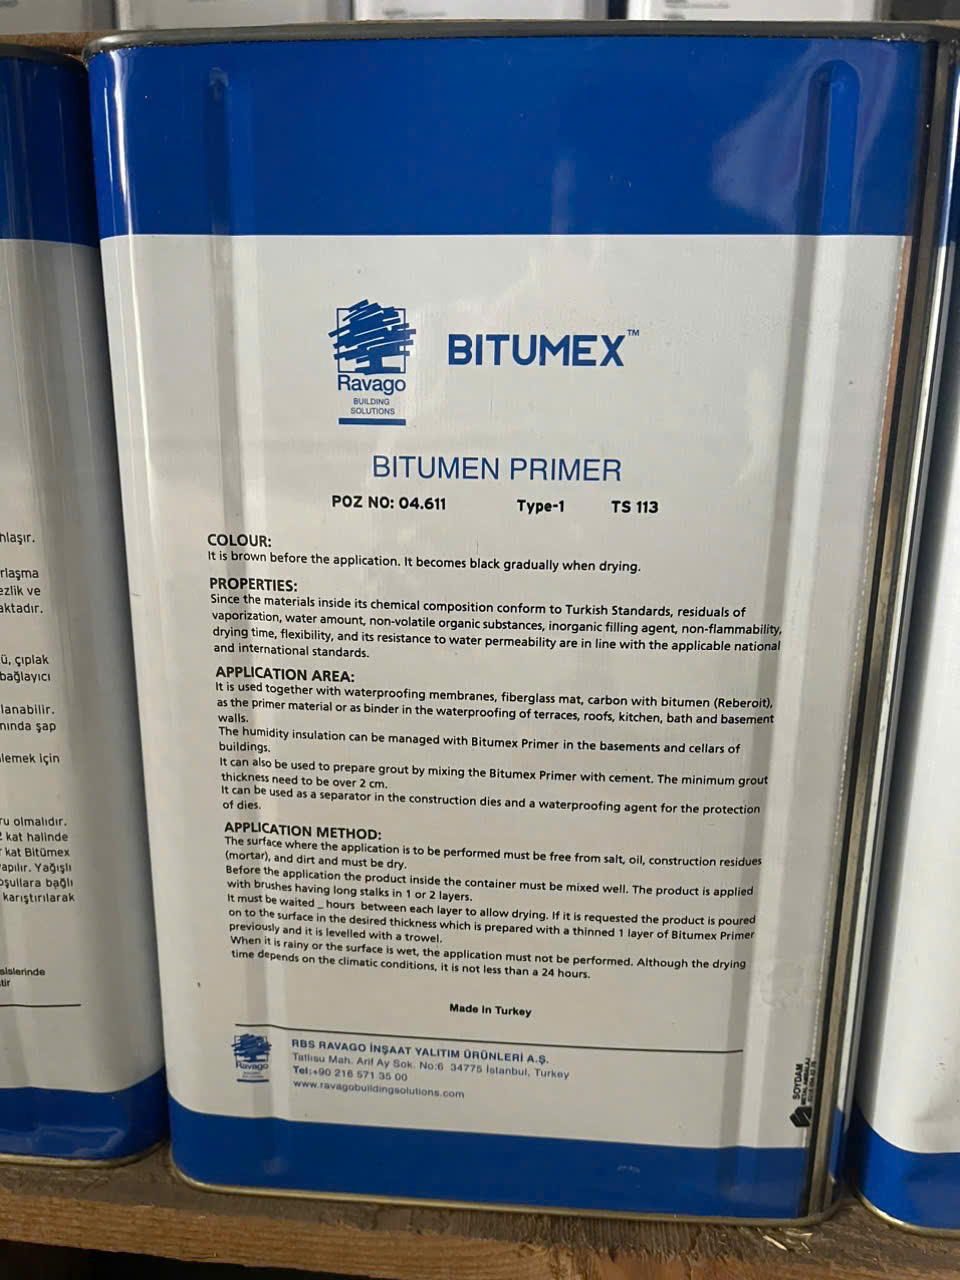 Ravago
BUILDING
SOLUTIONS
BITUMEX™
BITUMEN PRIMER
POZ NO: 04.611 Type-1 TS 113
COLOUR:
It is brown before the application. It becomes black gradually when drying.
PROPERTIES:
Since the materials inside its chemical composition conform to Turkish Standards, residuals of
vaporization, water amount, non-volatile organic substances, inorganic filling agent, non-flammability,
drying time, flexibility, and its resistance to water permeability are in line with the applicable national
and international standards.
APPLICATION AREA:
It is used together with waterproofing membranes, fiberglass mat, carbon with bitumen (Reberoit),
as the primer material or as binder in the waterproofing of terraces, roofs, kitchen, bath and basement
walls.
The humidity insulation can be managed with Bitumex Primer in the basements and cellars of
buildings.
It can also be used to prepare grout by mixing the Bitumex Primer with cement. The minimum grout
thickness need to be over 2 cm.
It can be used as a separator in the construction dies and a waterproofing agent for the protection
of dies.
APPLICATION METHOD:
The surface where the application is to be performed must be free from salt, oil, construction residues
(mortar), and dirt and must be dry.
Before the application the product inside the container must be mixed well. The product is applied
with brushes having long stalks in 1 or 2 layers.
It must be waited _ hours between each layer to allow drying. If it is requested the product is poured
on to the surface in the desired thickness which is prepared with a thinned 1 layer of Bitumex Primer
previously and it is levelled with a trowel.
When it is rainy or the surface is wet, the application must not be performed. Although the drying
time depends on the climatic conditions, it is not less than a 24 hours.
Made in Turkey
Ravago
RBS RAVAGO İNŞAAT YALITIM ÜRÜNLERİ A.Ş.
Tatlısu Mah. Arif Ay Sok. No:6 34775 İstanbul, Turkey
Tel:+90 216 571 35 00
www.ravagobuildingsolutions.com
SOYDAM
hlaşır.
rlaşma
ezlik ve
aktadır.
ü, çıplak
bağlayıcı
lanabilir.
nında şap
lemek için
ru olmalıdır.
2 kat halinde
r kat Bitümex
apılır. Yağışlı
oşullara bağlı
karıştırılarak
sislerinde
tir